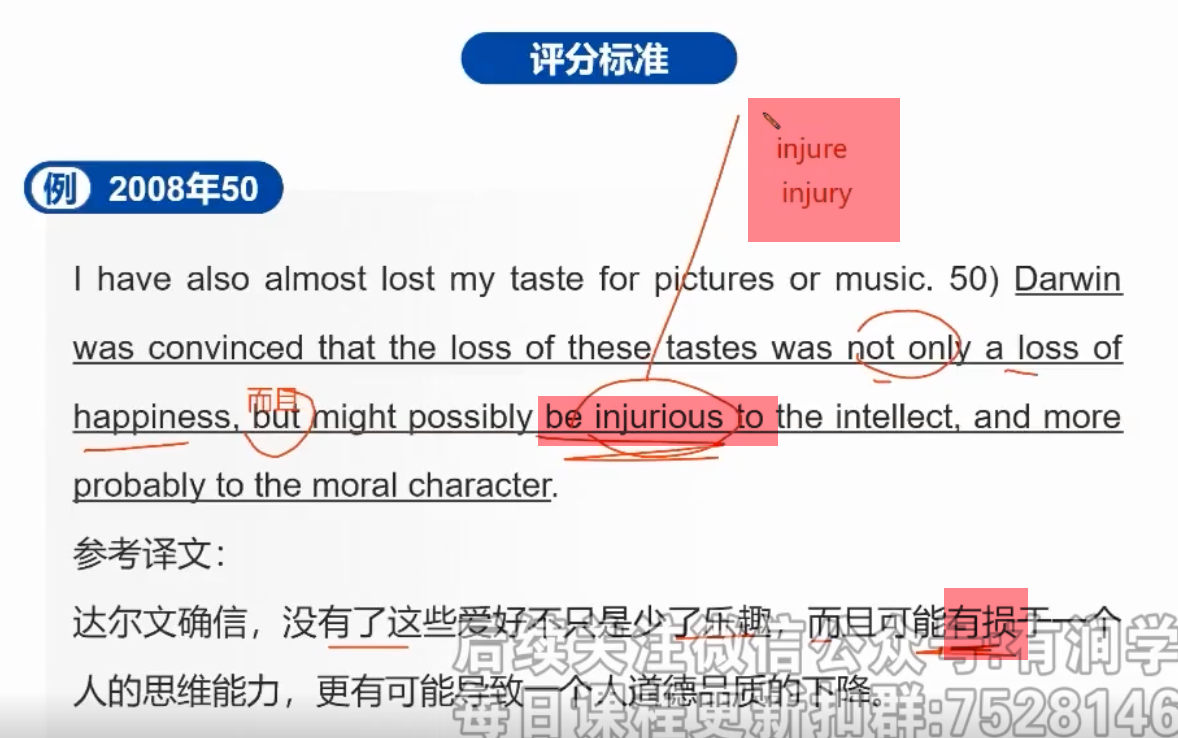 评分标准
injure
injury
例 2008年50
I have also almost lost my taste for pictures or music. 50) Darwin
was convinced that the loss of these tastes was not only a loss of
而且
happiness, but might possibly be injurious to the intellect, and more
probably to the moral character.
参考译文：
达尔文确信，没有了这些爱好不只是少了乐趣，而且可能有损于一个
后续关注微信公众号:有润学
人的思维能力，更有可能导致一个人道德品质的下降。
每日课程更新扣群:7528146